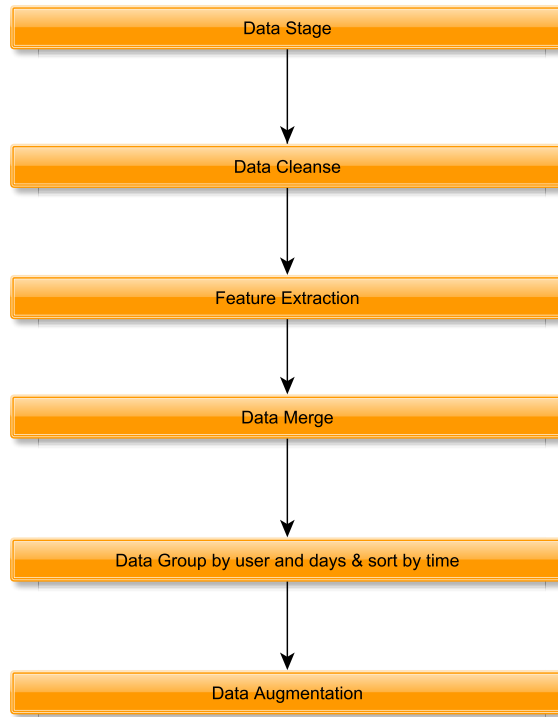 Data Stage
Data Cleanse
Feature Extraction
Data Merge
Data Group by user and days & sort by time
Data Augmentation